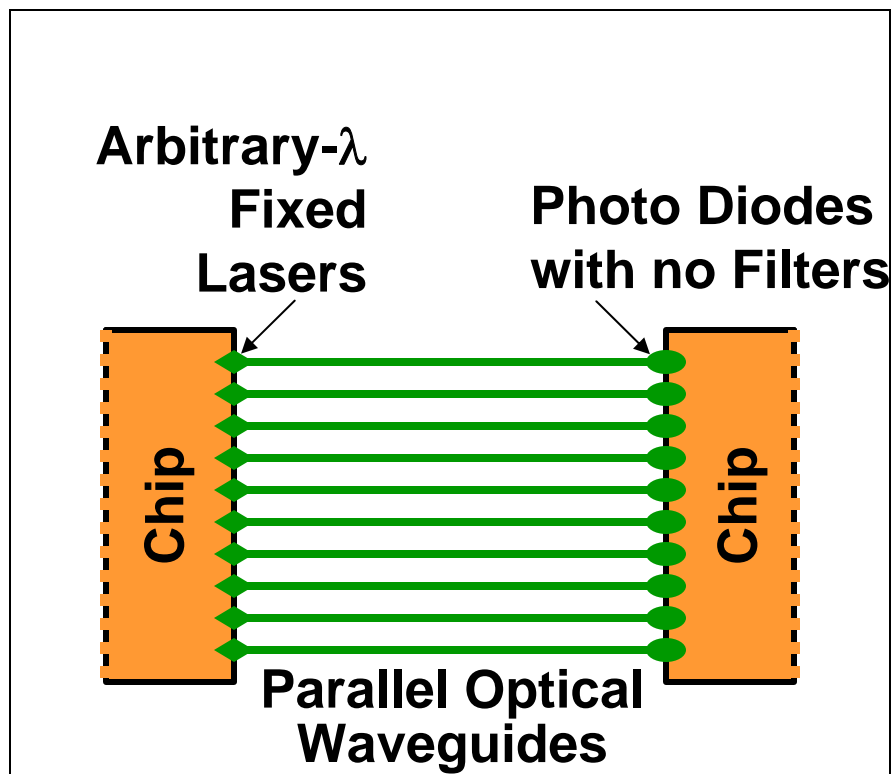 Arbitrary-λ
Fixed
Lasers
Photo Diodes
with no Filters
Chip
Chip
Parallel Optical
Waveguides